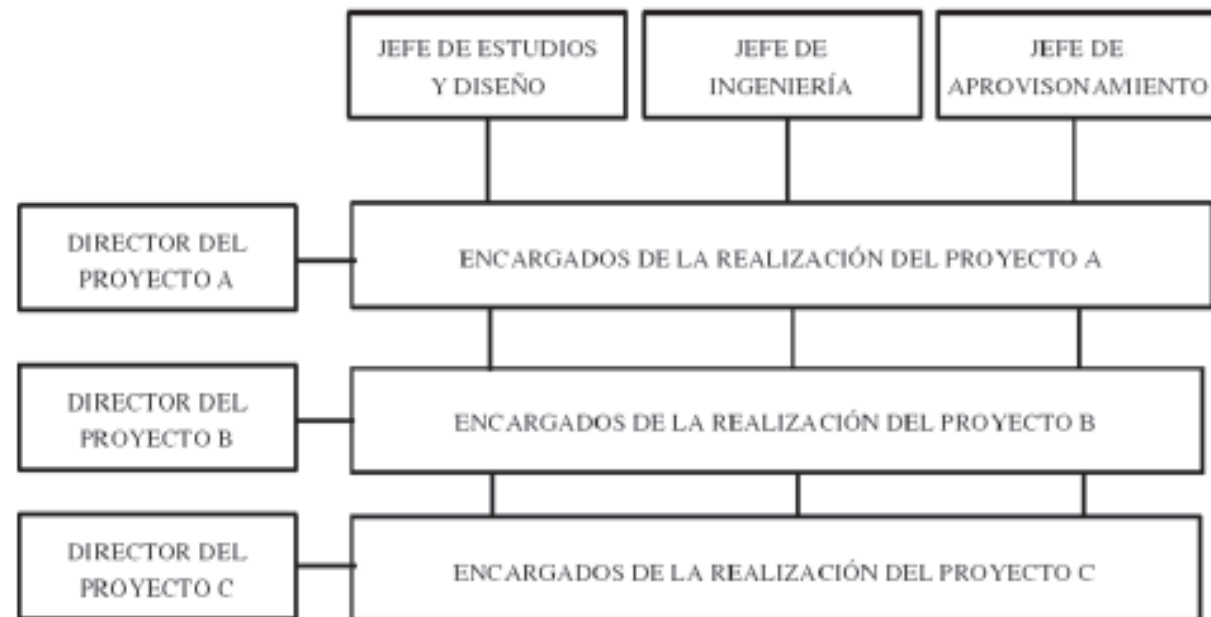 JEFE DE ESTUDIOS
Y DISEÑO
JEFE DE
INGENIERÍA
JEFE DE
APROVISONAMIENTO
DIRECTOR DEL
PROYECTO A
ENCARGADOS DE LA REALIZACIÓN DEL PROYECTO A
DIRECTOR DEL
PROYECTO B
ENCARGADOS DE LA REALIZACIÓN DEL PROYECTO B
DIRECTOR DEL
PROYECTO C
ENCARGADOS DE LA REALIZACIÓN DEL PROYECTO C